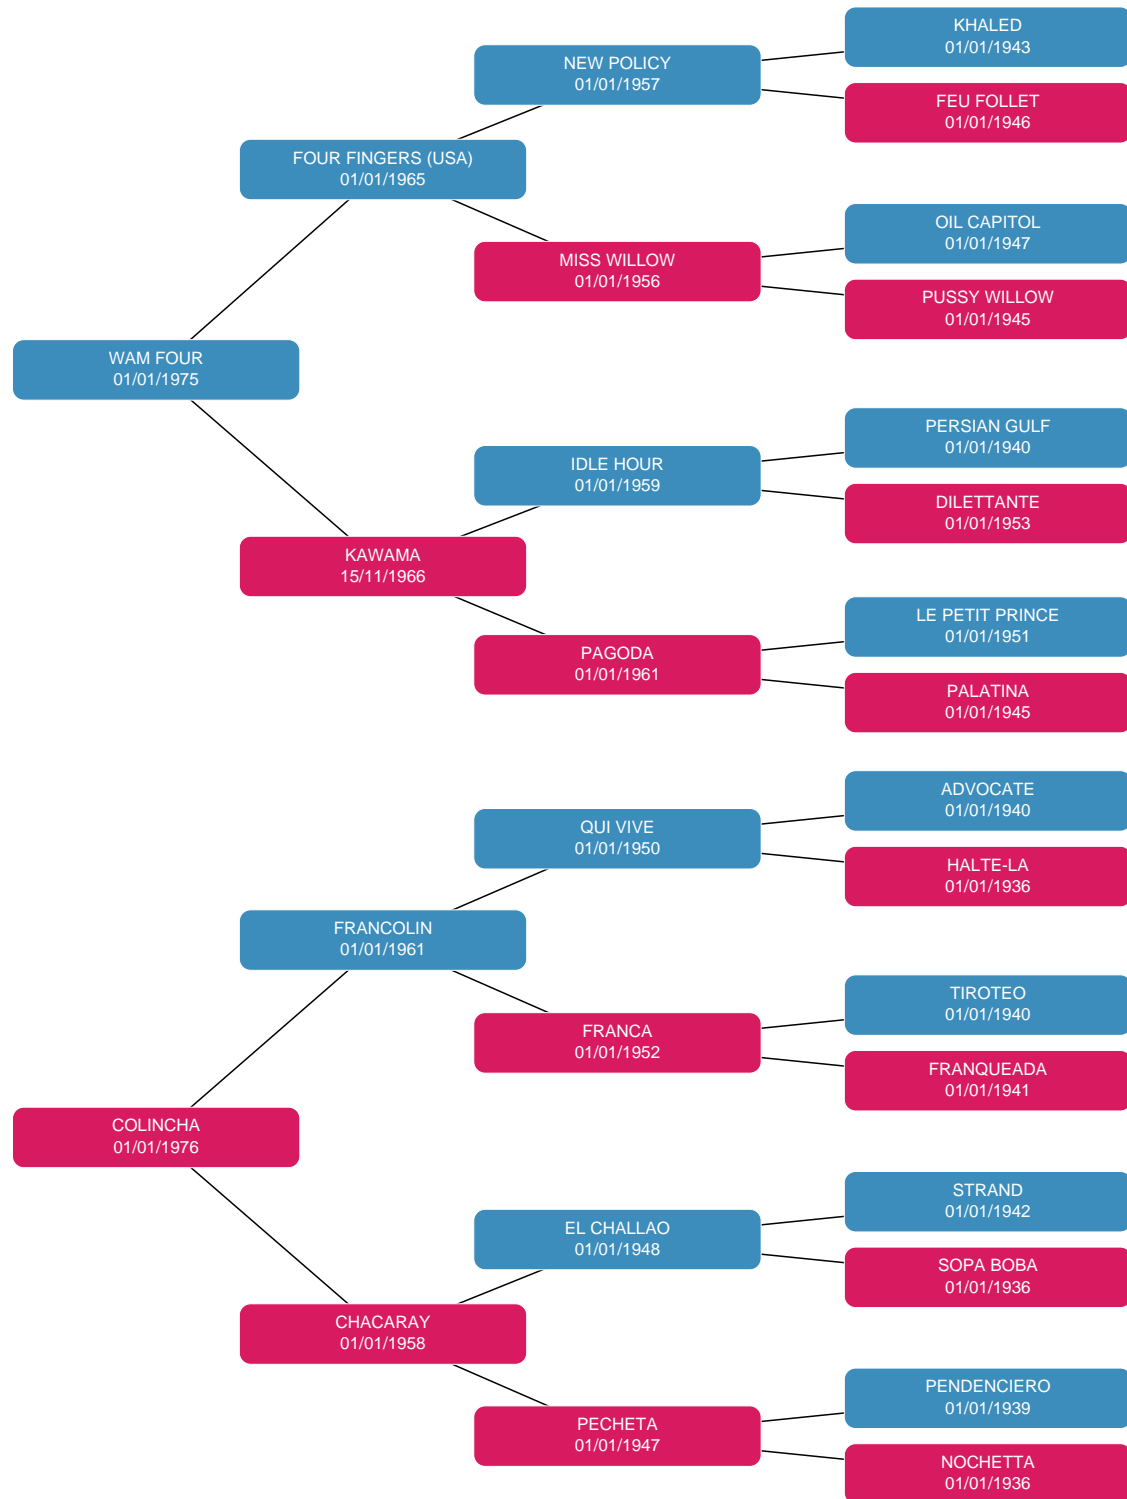 KHALED
01/01/1943
NEW POLICY
01/01/1957
FEU FOLLET
01/01/1946
FOUR FINGERS (USA)
01/01/1965
OIL CAPITOL
01/01/1947
MISS WILLOW
01/01/1956
PUSSY WILLOW
01/01/1945
WAM FOUR
01/01/1975
PERSIAN GULF
01/01/1940
IDLE HOUR
01/01/1959
DILETTANTE
01/01/1953
KAWAMA
15/11/1966
LE PETIT PRINCE
01/01/1951
PAGODA
01/01/1961
PALATINA
01/01/1945
ADVOCATE
01/01/1940
QUI VIVE
01/01/1950
HALTE-LA
01/01/1936
FRANCOLIN
01/01/1961
TIROTEO
01/01/1940
FRANCA
01/01/1952
FRANQUEADA
01/01/1941
COLINCHA
01/01/1976
STRAND
01/01/1942
EL CHALLAO
01/01/1948
SOPA BOBA
01/01/1936
CHACARAY
01/01/1958
PENDENCIERO
01/01/1939
PECHETA
01/01/1947
NOCHETTA
01/01/1936